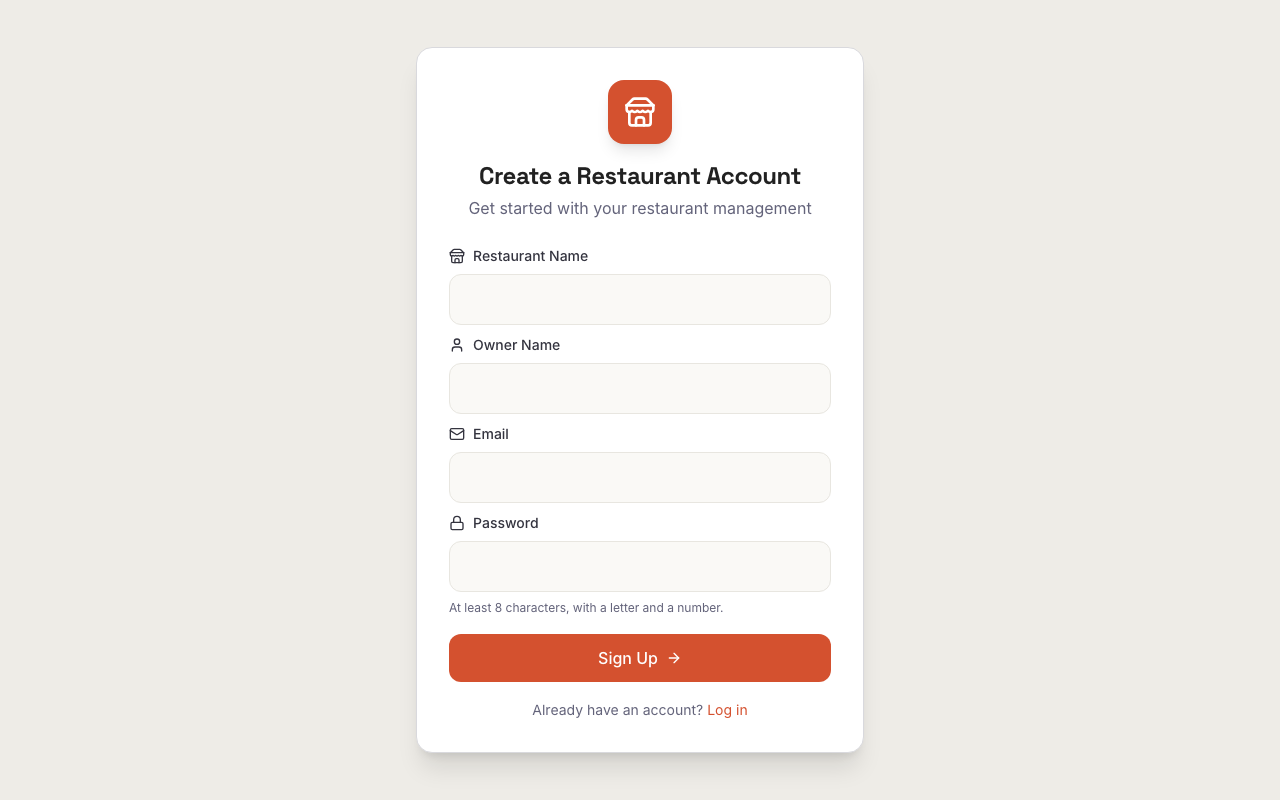 Create a Restaurant Account
Get started with your restaurant management
Restaurant Name
Owner Name
Email
Password
At least 8 characters, with a letter and a number.
Sign Up
Already have an account? Log in